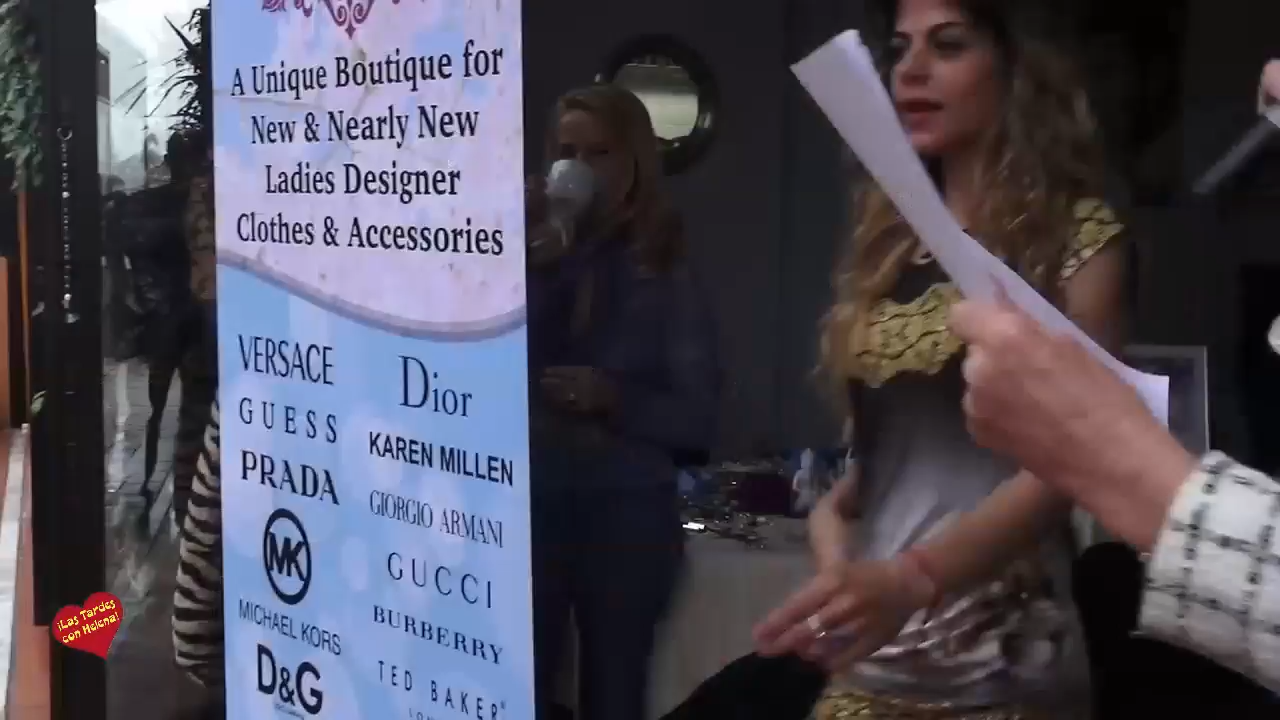 A Unique Boutique for
New & Nearly New
Ladies Designer
Clothes & Accessories
VERSACE
GUESS
PRADA
MK
MICHAEL KORS
D&G
Dior
KAREN MILLEN
GIORGIO ARMANI
GUCCI
BURBERRY
TED BAKER
¡Las Tardes
con Helena!